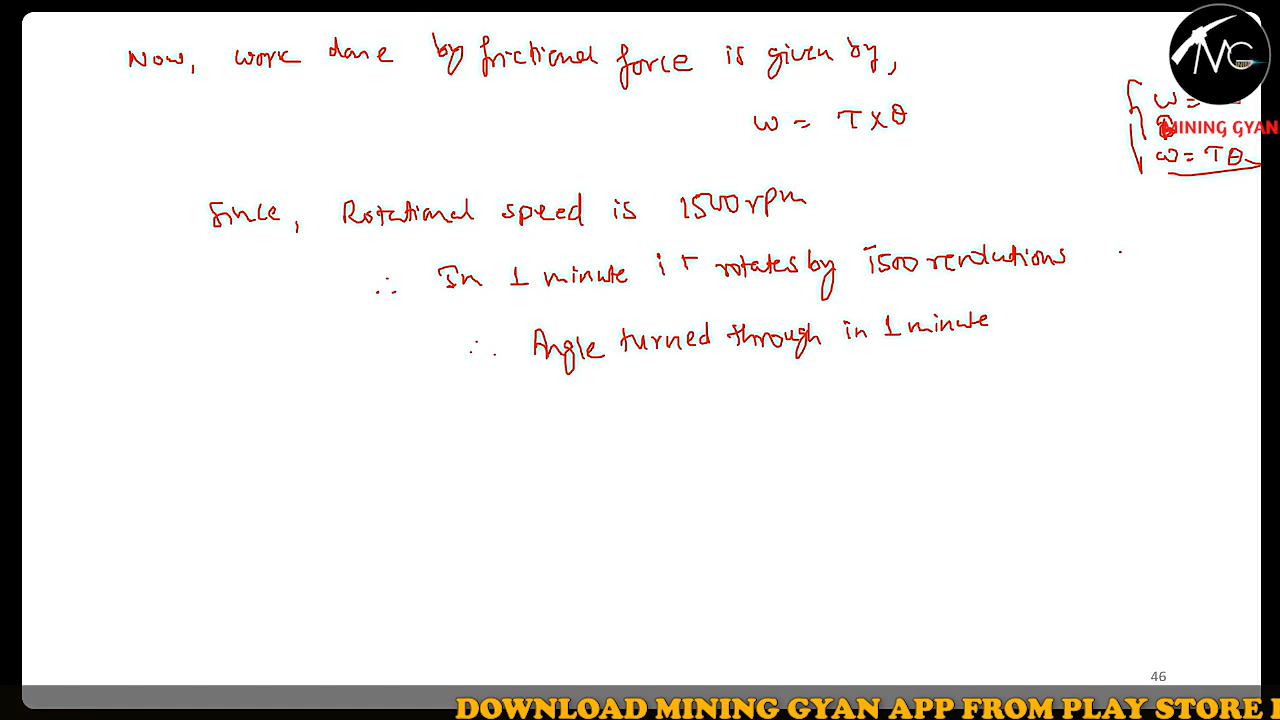 Now, work done by frictional force is given by,
W = T x θ
W =
W = Tθ
MINING GYAN
Since, Rotational speed is 1500 rpm
∴ In 1 minute it rotates by 1500 revolutions
∴ Angle turned through in 1 minute
46
DOWNLOAD MINING GYAN APP FROM PLAY STORE